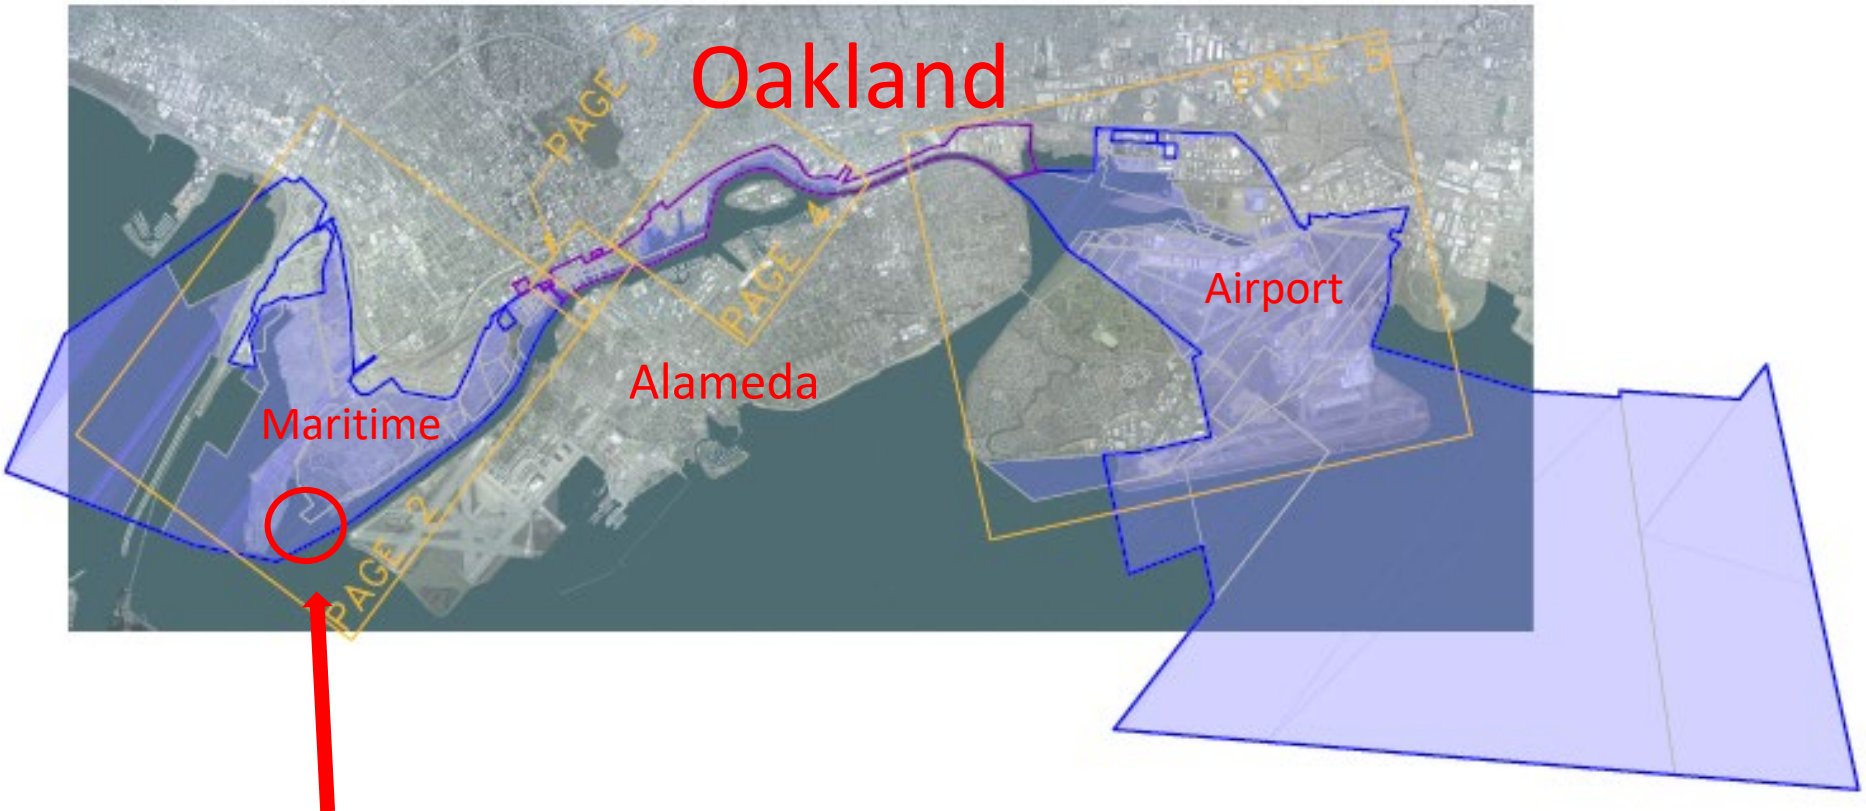 Oakland
PAGE 3
PAGE 5
PAGE 4
Airport
Alameda
Maritime
PAGE 2